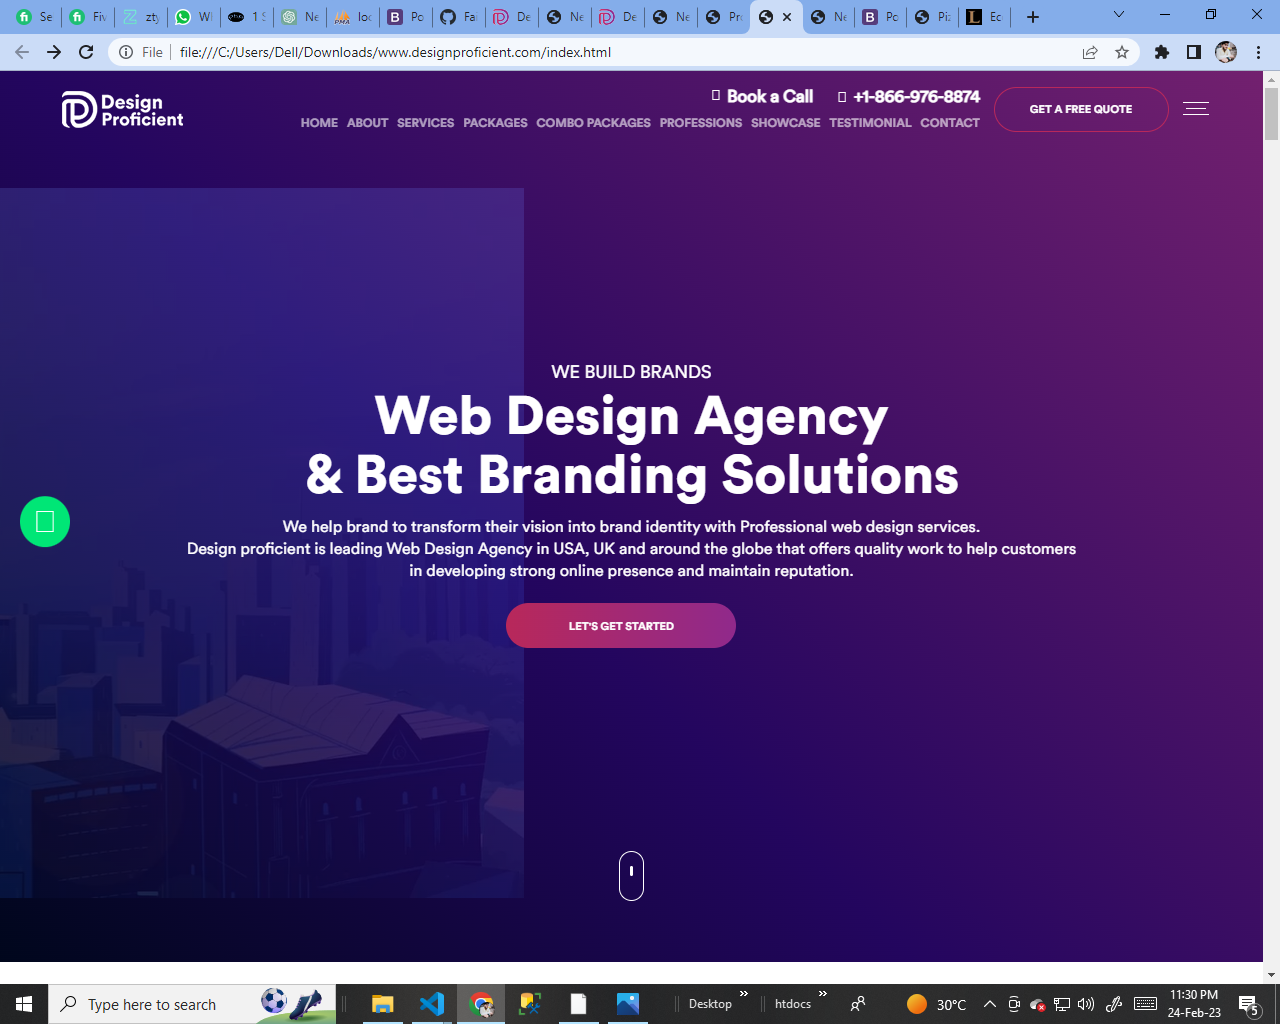 Se
Fiv
zty
W
1 S
Ne
loc
Po
Fa
De
Ne
De
Ne
Pr
Ne
Po
Pi
Ec
File
file:///C:/Users/Dell/Downloads/www.designproficient.com/index.html
Design
Proficient
Book a Call
+1-866-976-8874
GET A FREE QUOTE
HOME ABOUT SERVICES PACKAGES COMBO PACKAGES PROFESSIONS SHOWCASE TESTIMONIAL CONTACT
WE BUILD BRANDS
Web Design Agency
& Best Branding Solutions
We help brand to transform their vision into brand identity with Professional web design services.
Design proficient is leading Web Design Agency in USA, UK and around the globe that offers quality work to help customers
in developing strong online presence and maintain reputation.
LET'S GET STARTED
Type here to search
Desktop
htdocs
30°C
11:30 PM
24-Feb-23
5